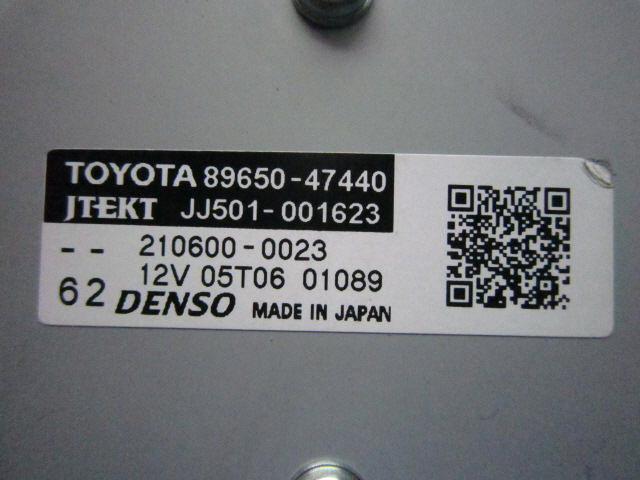 TOYOTA 89650-47440
JTEKT JJ501-001623
-- 210600-0023
12V 05T06 01089
62 DENSO MADE IN JAPAN